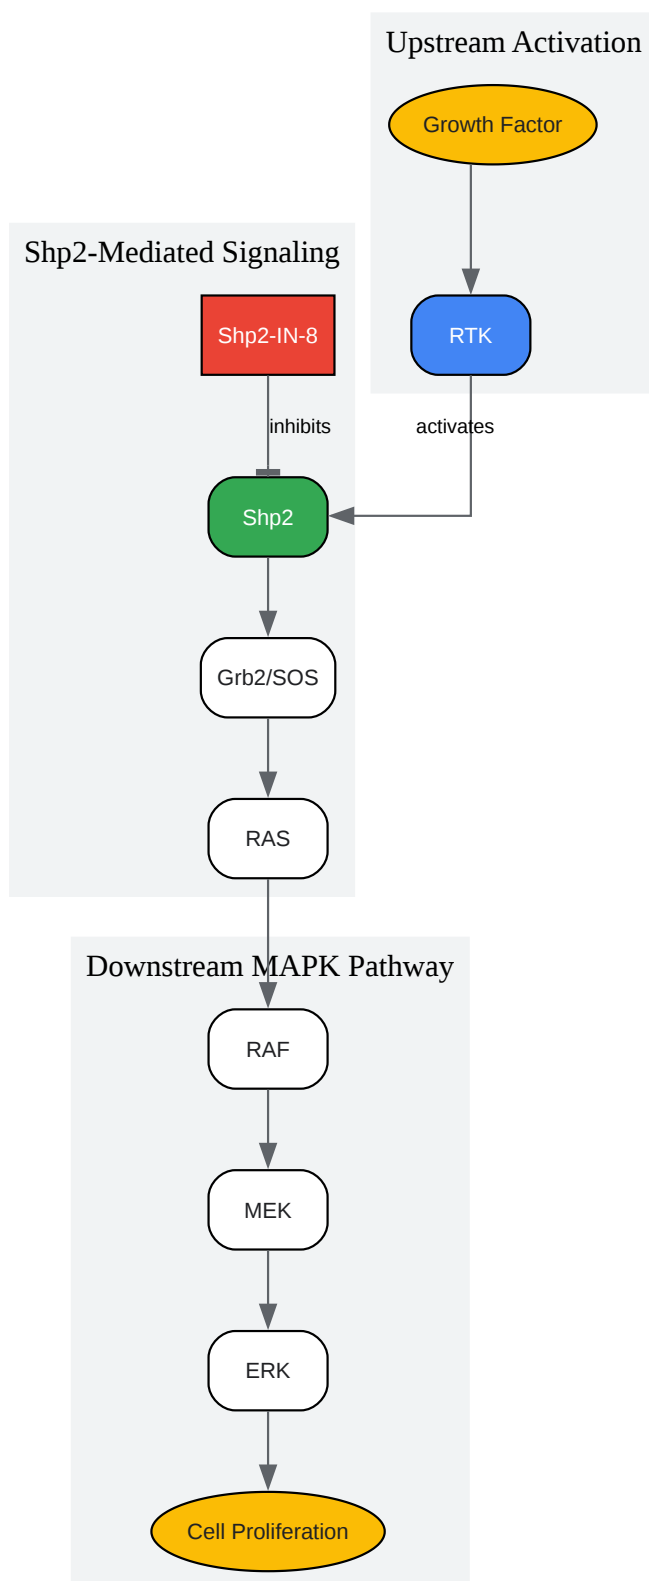 Upstream Activation
Growth Factor
Shp2-Mediated Signaling
Shp2-IN-8
RTK
inhibits
activates
Shp2
Grb2/SOS
RAS
Downstream MAPK Pathway
RAF
MEK
ERK
Cell Proliferation